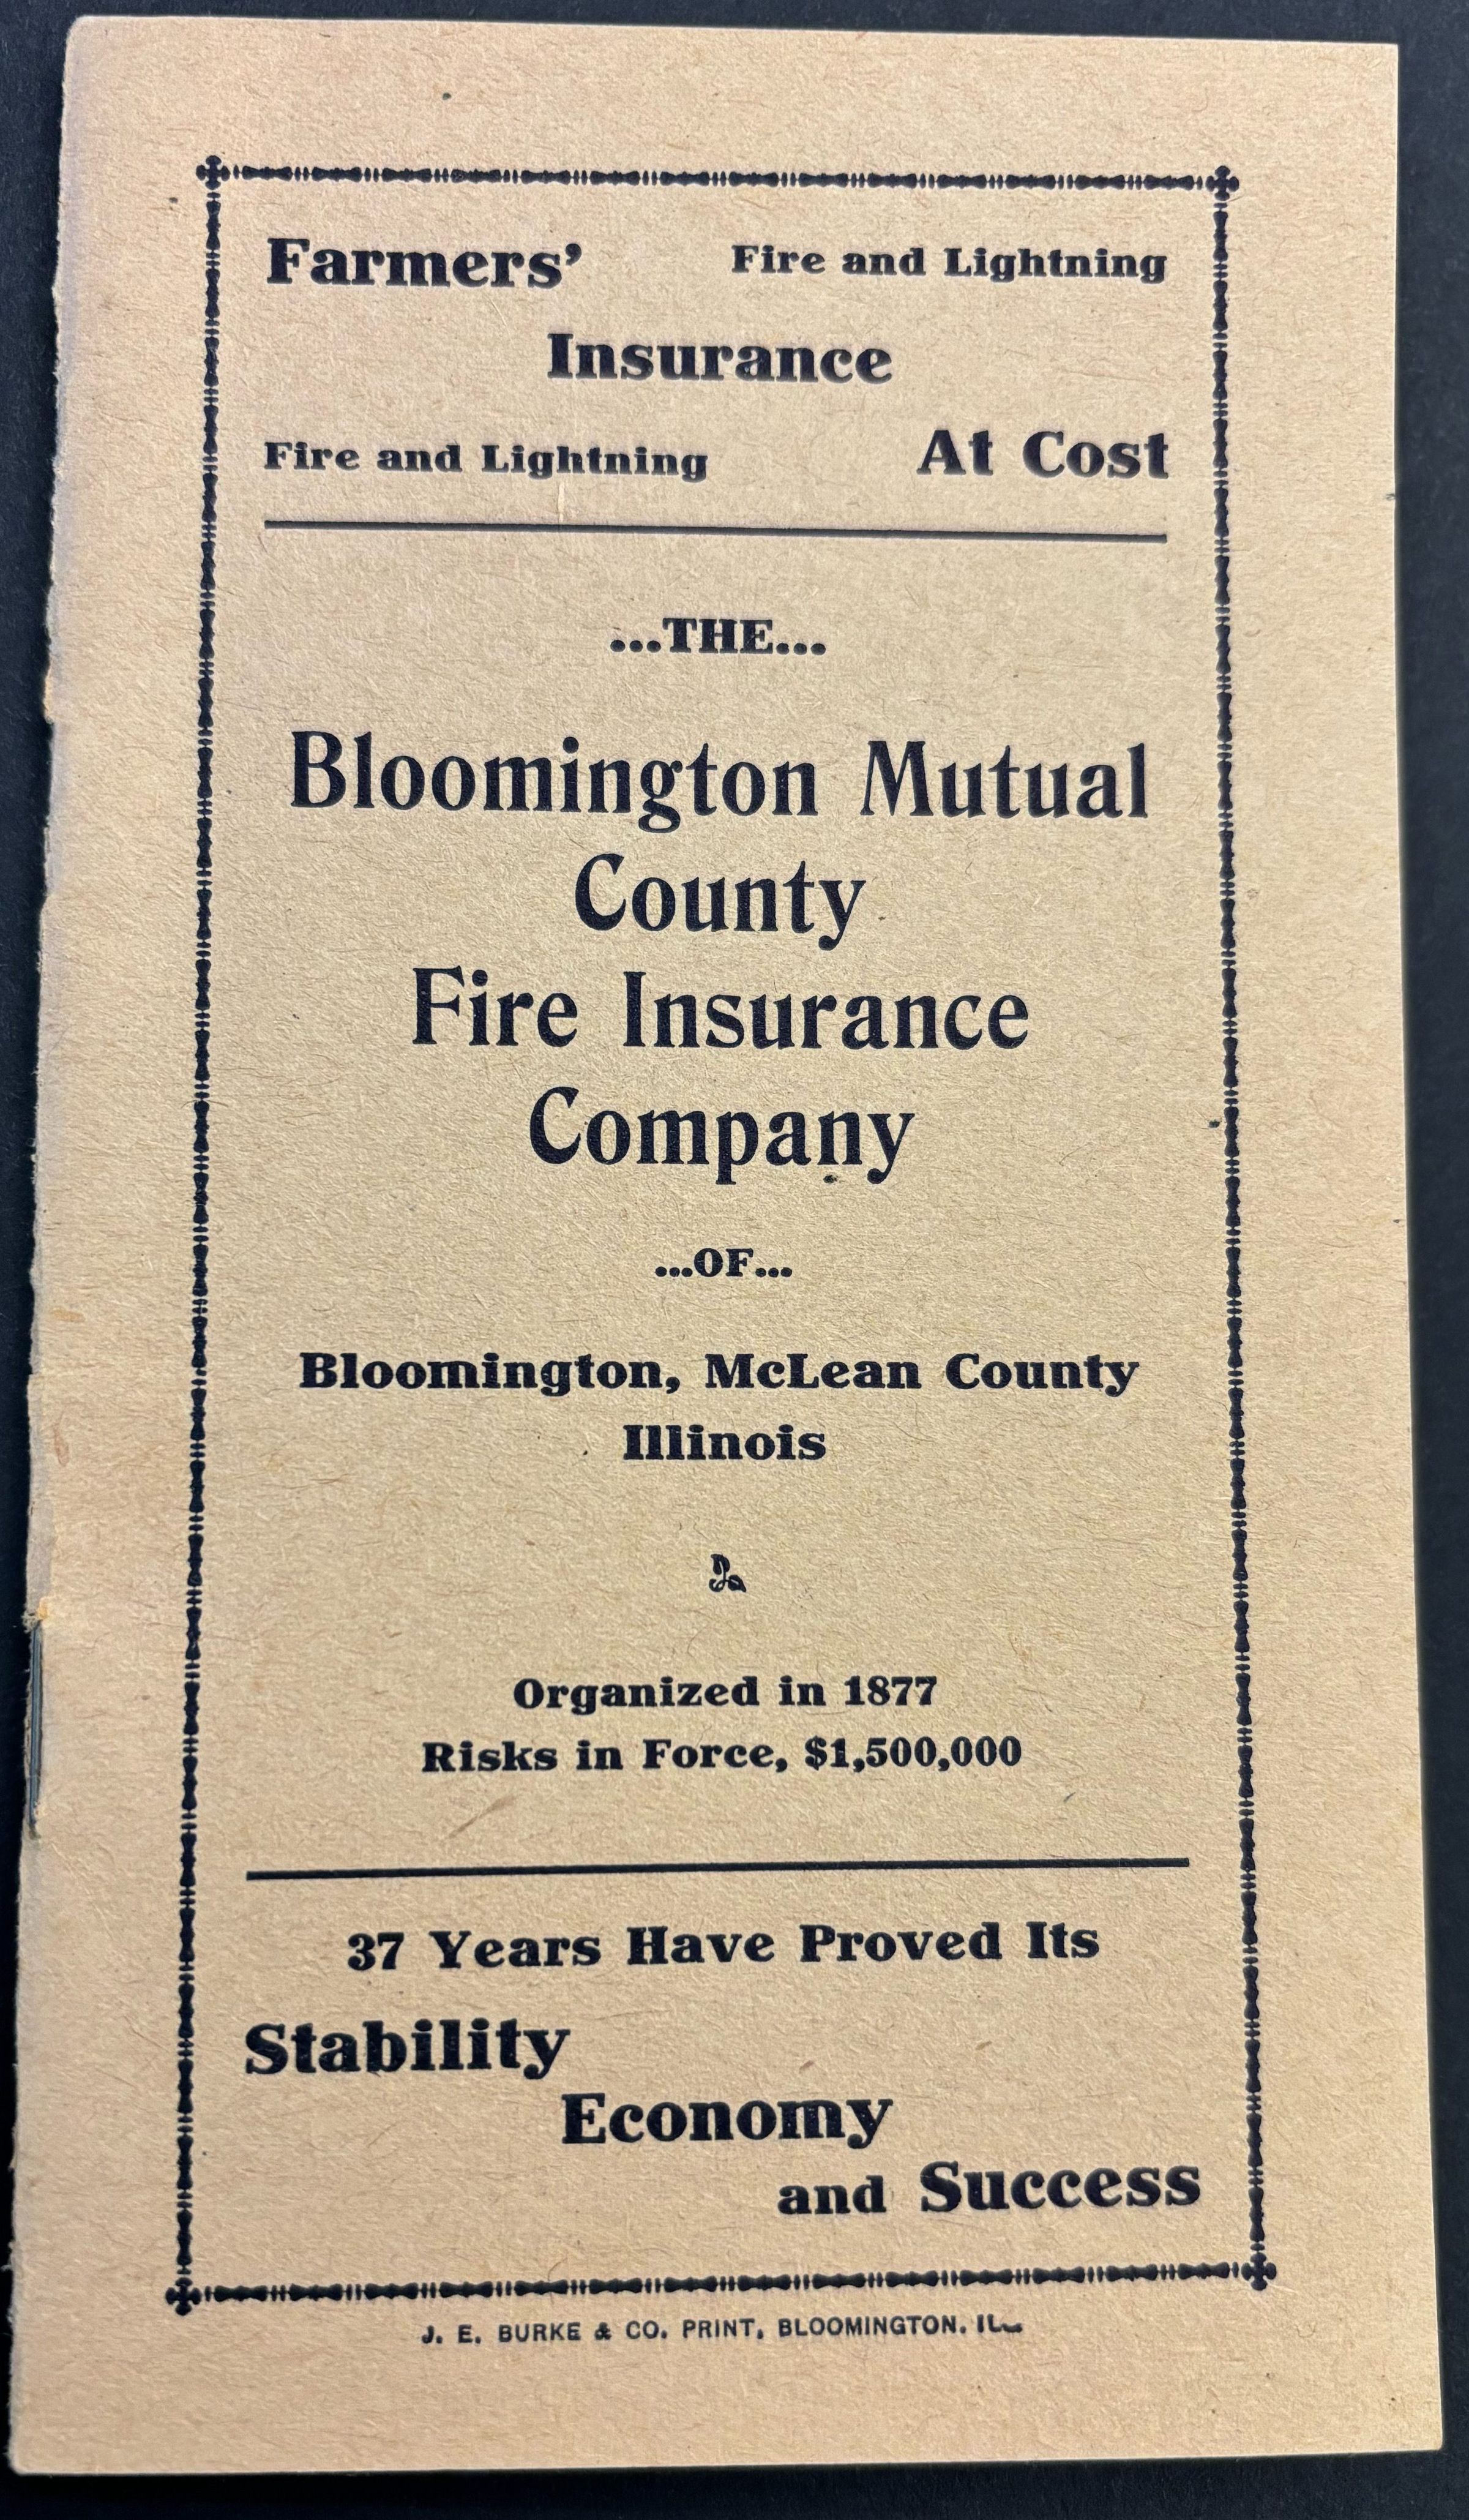 Farmers' Fire and Lightning
Insurance
Fire and Lightning At Cost
...THE...
Bloomington Mutual
County
Fire Insurance
Company
...OF...
Bloomington, McLean County
Illinois
Organized in 1877
Risks in Force, $1,500,000
37 Years Have Proved Its
Stability
Economy
and Success
J. E. BURKE & CO. PRINT, BLOOMINGTON.